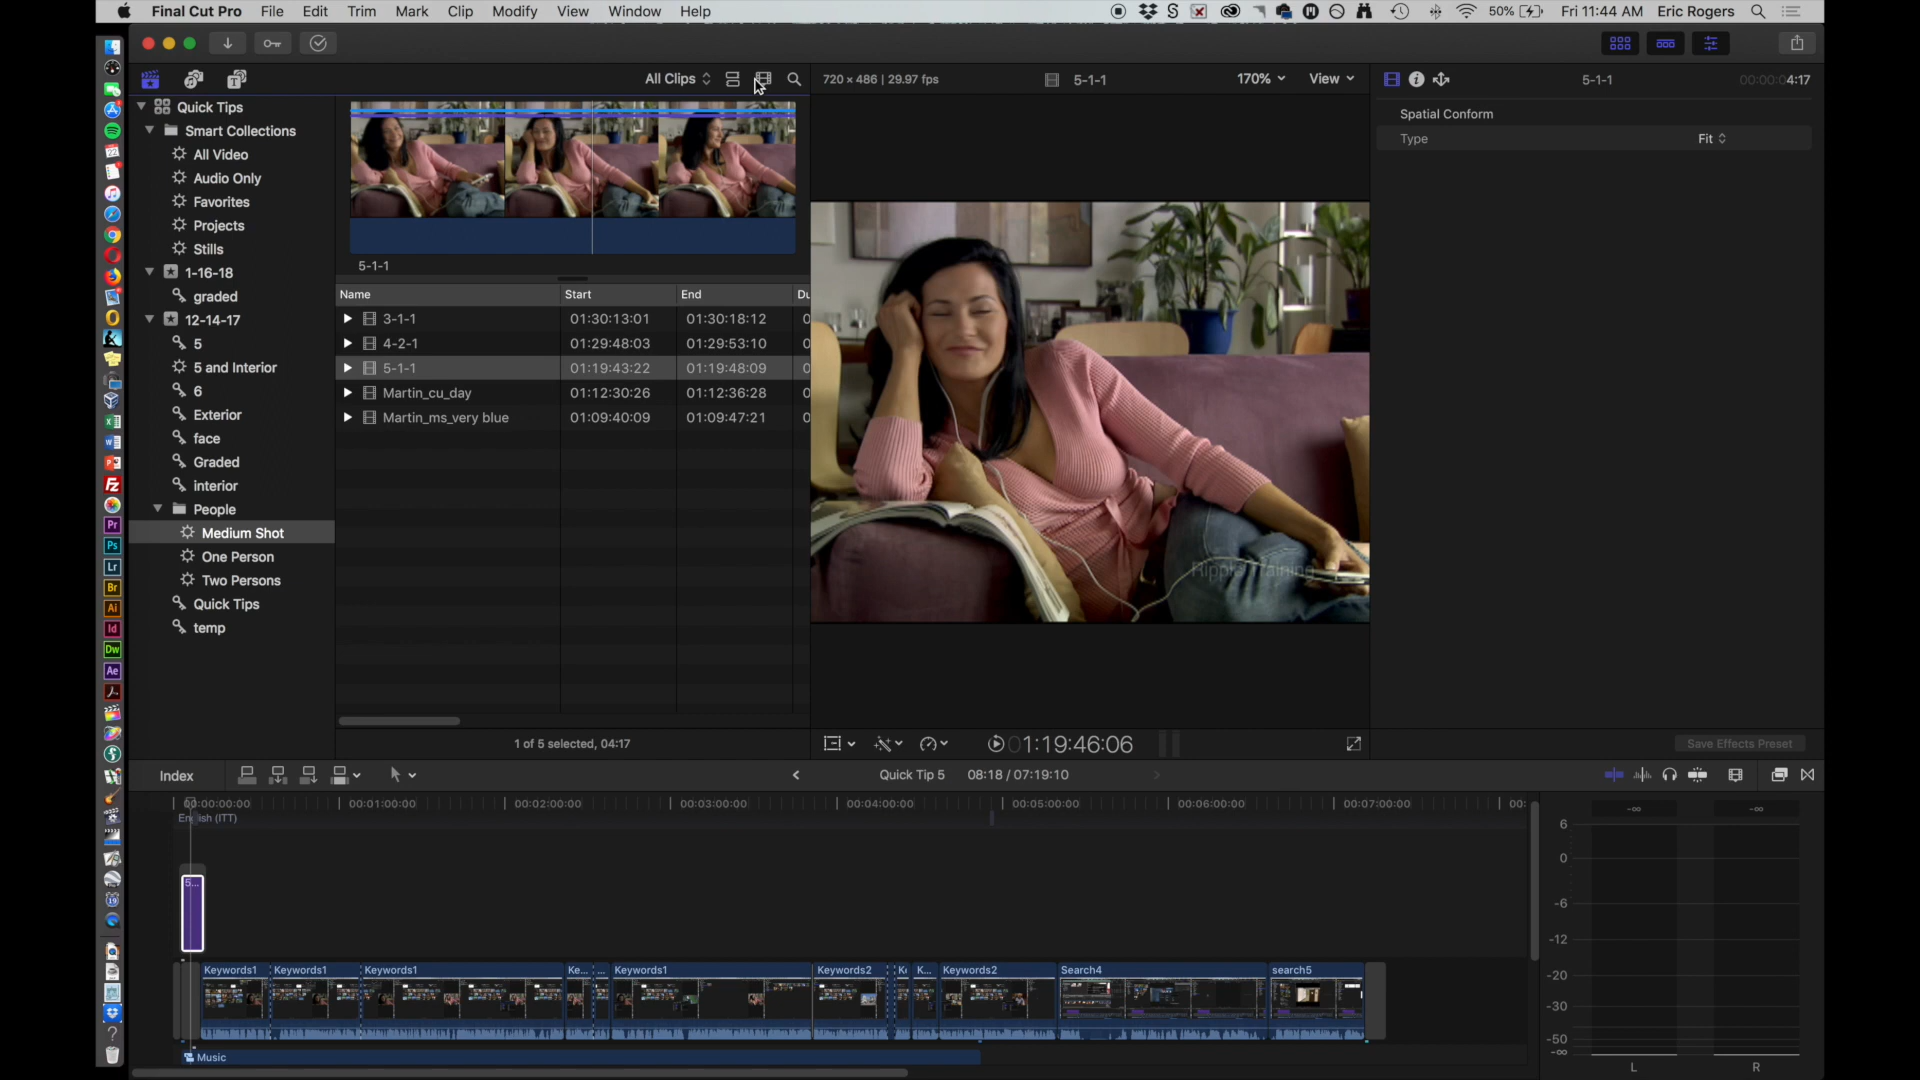 Final Cut Pro File Edit Trim Mark Clip Modify View Window Help 50% Fri 11:44 AM Eric Rogers
All Clips 720 × 486 | 29.97 fps 5-1-1 170% View 5-1-1 00:00:04:17
Quick Tips
Smart Collections
All Video
Audio Only
Favorites
Projects
Stills
1-16-18
graded
12-14-17
5
5 and Interior
6
Exterior
face
Graded
interior
People
Medium Shot
One Person
Two Persons
Quick Tips
temp
5-1-1
Name Start End Du
3-1-1 01:30:13:01 01:30:18:12 0
4-2-1 01:29:48:03 01:29:53:10 0
5-1-1 01:19:43:22 01:19:48:09 0
Martin_cu_day 01:12:30:26 01:12:36:28 0
Martin_ms_very blue 01:09:40:09 01:09:47:21 0
1 of 5 selected, 04:17
Ripple Training
01:19:46:06
Spatial Conform
Type Fit
Save Effects Preset
Index Quick Tip 5 08:18 / 07:19:10
00:00:00:00 00:01:00:00 00:02:00:00 00:03:00:00 00:04:00:00 00:05:00:00 00:06:00:00 00:07:00:00 00:
English (ITT)
5...
Keywords1 Keywords1 Keywords1 Ke... ... Keywords1 Keywords2 Ke K... Keywords2 Search4 search5
Music
-∞ -∞
6
0
-6
-12
-20
-30
-50
-∞
L R